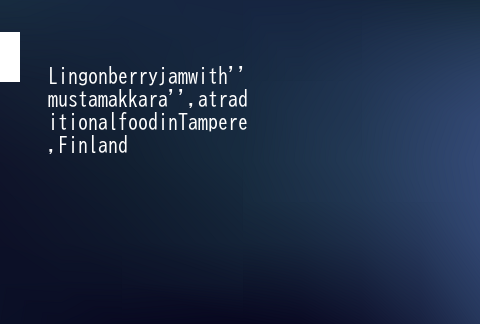 Lingonberryjamwith’’
mustamakkara’’,atrad
itionalfoodinTampere
,Finland